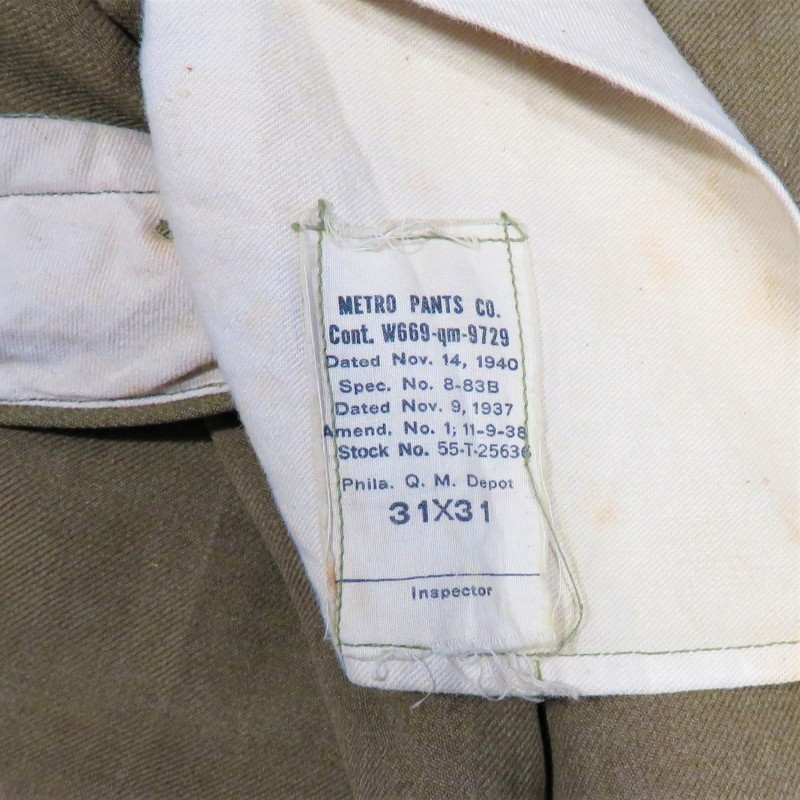 METRO PANTS CO.
Cont. W669-qm-9729
Dated Nov. 14, 1940
Spec. No. 8-83B
Dated Nov. 9, 1937
Amend. No. 1; 11-9-38
Stock No. 55-T-25636
Phila. Q. M. Depot
31X31
Inspector